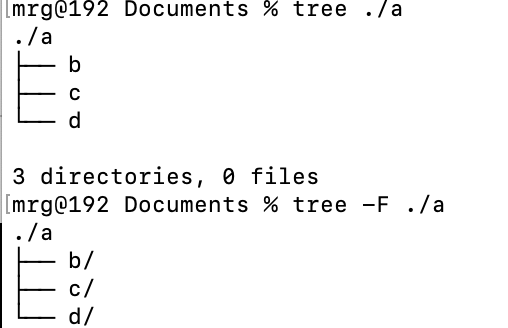 [mrg@192 Documents % tree ./a
./a
├── b
├── c
└── d
3 directories, 0 files
[mrg@192 Documents % tree -F ./a
./a
├── b/
├── c/
└── d/